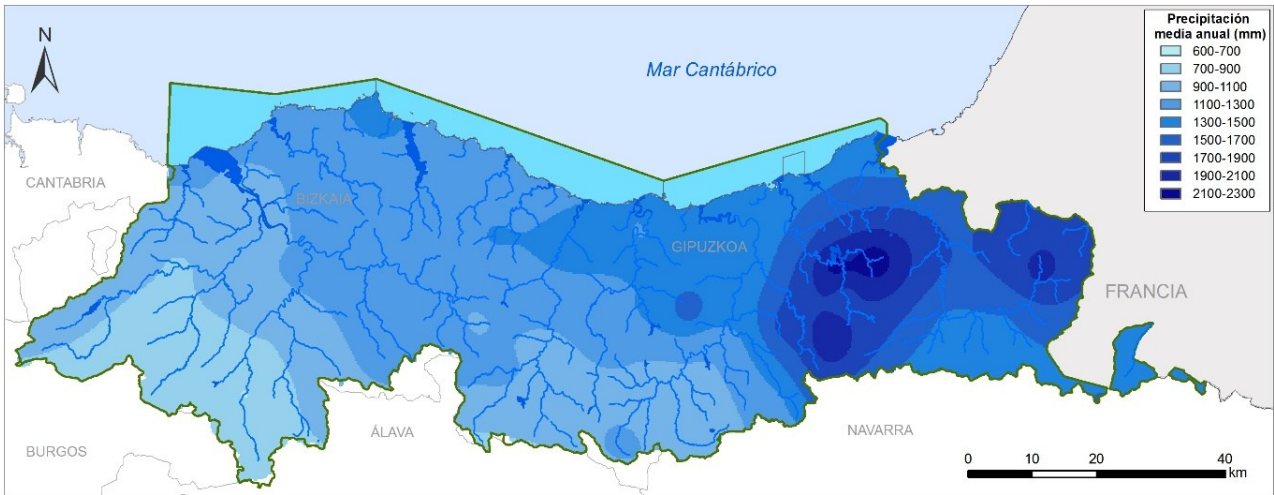 N
Mar Cantábrico
Precipitación
media anual (mm)
600-700
700-900
900-1100
1100-1300
1300-1500
1500-1700
1700-1900
1900-2100
2100-2300
CANTABRIA
BIZKAIA
GIPUZKOA
FRANCIA
BURGOS
ÁLAVA
NAVARRA
0 10 20 40
km